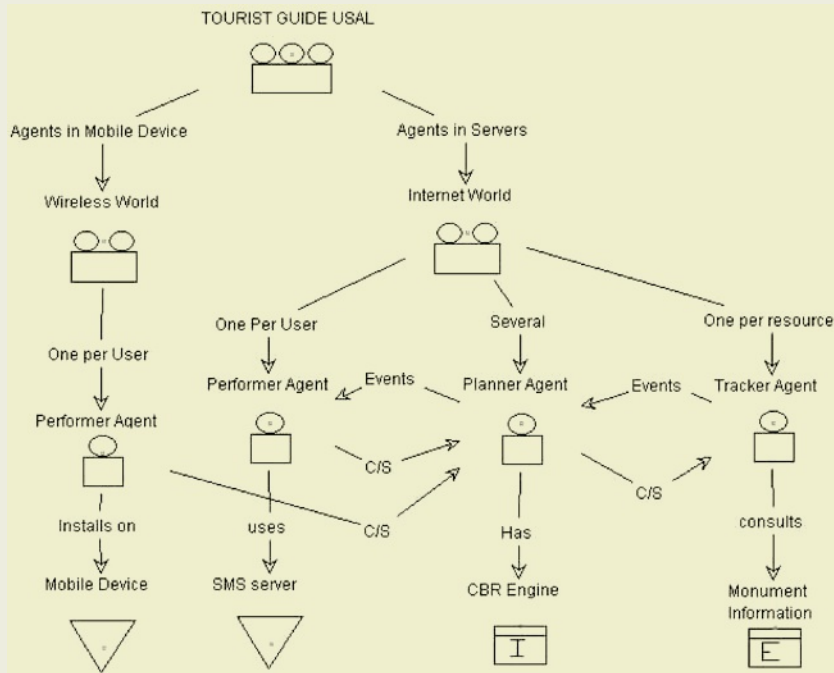 TOURIST GUIDE USAL
Agents in Mobile Device
Agents in Servers
Wireless World
Internet World
One Per User
Several
One per resource
One per User
Performer Agent
Events
Planner Agent
Events
Tracker Agent
Performer Agent
C/S
C/S
Installs on
uses
C/S
Has
consults
Mobile Device
SMS server
CBR Engine
Monument
Information
I
E